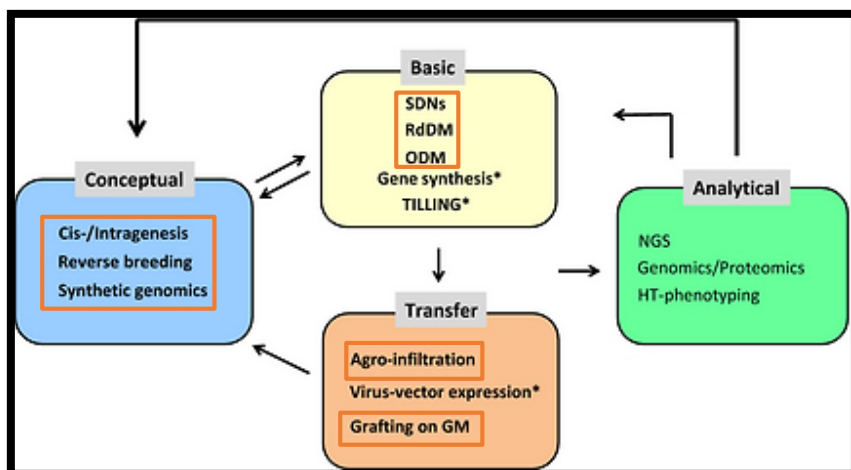 Basic
SDNs
RdDM
ODM
Gene synthesis*
TILLING*
Conceptual
Cis-/Intragenesis
Reverse breeding
Synthetic genomics
Analytical
NGS
Genomics/Proteomics
HT-phenotyping
Transfer
Agro-infiltration
Virus-vector expression*
Grafting on GM